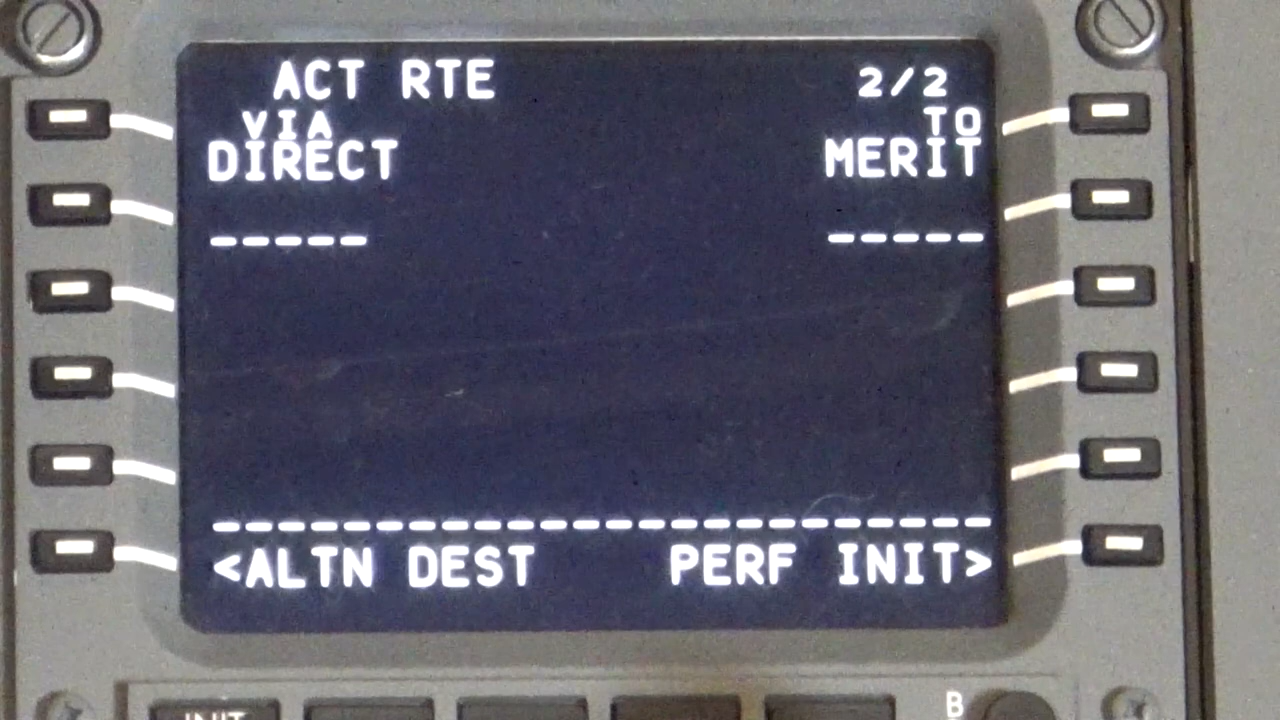 ACT RTE 2/2
VIA TO
DIRECT MERIT
----- -----
------------------------
<ALTN DEST PERF INIT>
INIT B